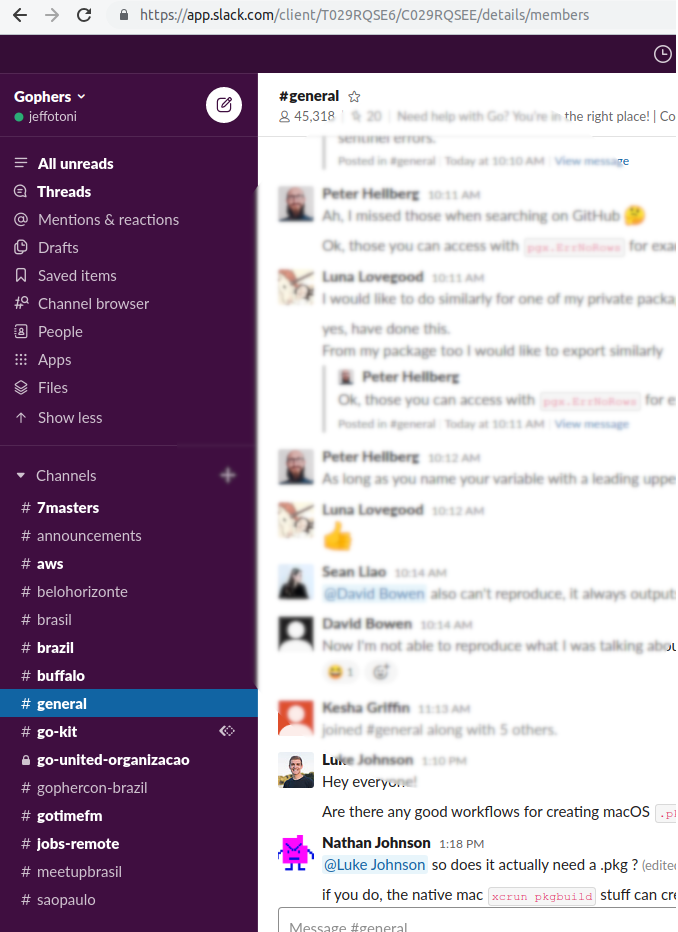 https://app.slack.com/client/T029RQSE6/C029RQSEE/details/members
Gophers
jeffotoni
All unreads
Threads
Mentions & reactions
Drafts
Saved items
Channel browser
People
Apps
Files
Show less
Channels
# 7masters
# announcements
# aws
# belohorizonte
# brasil
# brazil
# buffalo
# general
# go-kit
go-united-organizacao
# gophercon-brazil
# gotimefm
# jobs-remote
# meetupbrasil
# saopaulo
#general
45,318 | 20 | Need help with Go? You're in the right place! | Co
sentinel errors.
Posted in #general | Today at 10:10 AM | View message
Peter Hellberg 10:11 AM
Ah, I missed those when searching on GitHub 🤔
Ok, those you can access with pgx.ErrNoRows for exa
Luna Lovegood 10:11 AM
I would like to do similarly for one of my private packa
yes, have done this.
From my package too I would like to export similarly
Peter Hellberg
Ok, those you can access with pgx.ErrNoRows for e
Posted in #general | Today at 10:11 AM | View message
Peter Hellberg 10:12 AM
As long as you name your variable with a leading uppe
Luna Lovegood 10:12 AM
👍
Sean Liao 10:14 AM
@David Bowen also can't reproduce, it always outputs
David Bowen 10:14 AM
Now I'm not able to reproduce what I was talking abou
😆 1
Kesha Griffin 11:13 AM
joined #general along with 5 others.
Luke Johnson 1:10 PM
Hey everyone!
Are there any good workflows for creating macOS .pk
Nathan Johnson 1:18 PM
@Luke Johnson so does it actually need a .pkg ? (edited
if you do, the native mac xcrun pkgbuild stuff can cre
Message #general